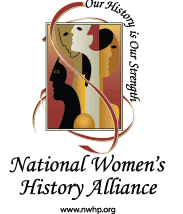 Our History is Our Strength
National Women's
History Alliance
www.nwhp.org